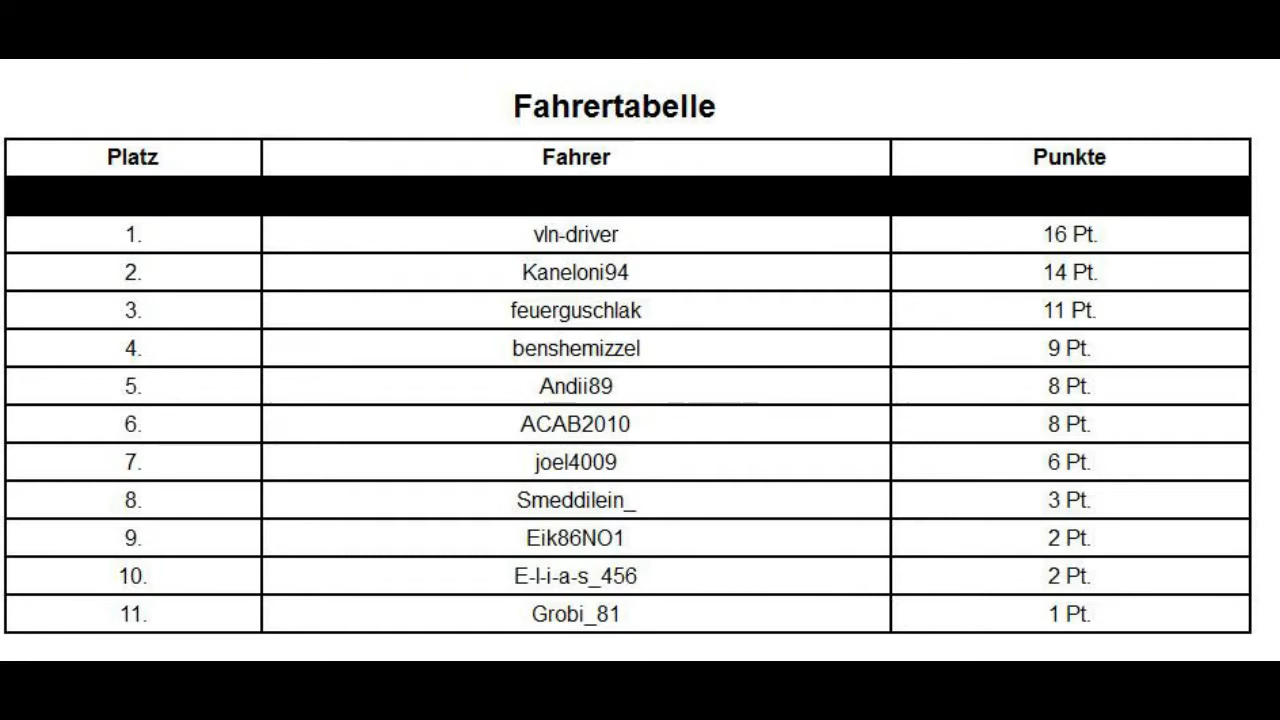 Fahrertabelle
Platz Fahrer Punkte
1. vln-driver 16 Pt.
2. Kaneloni94 14 Pt.
3. feuerguschlak 11 Pt.
4. benshemizzel 9 Pt.
5. Andii89 8 Pt.
6. ACAB2010 8 Pt.
7. joel4009 6 Pt.
8. Smeddilein_ 3 Pt.
9. Eik86NO1 2 Pt.
10. E-l-i-a-s_456 2 Pt.
11. Grobi_81 1 Pt.